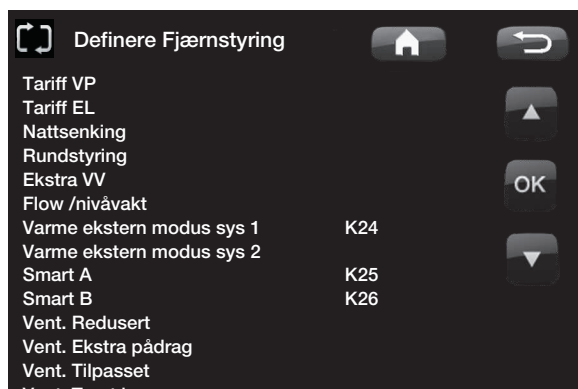 Definere Fjærnstyring
Tariff VP
Tariff EL
Nattsenking
Rundstyring
Ekstra VV
OK
Flow /nivåvakt
Varme ekstern modus sys 1 K24
Varme ekstern modus sys 2
Smart A K25
Smart B K26
Vent. Redusert
Vent. Ekstra pådrag
Vent. Tilpasset